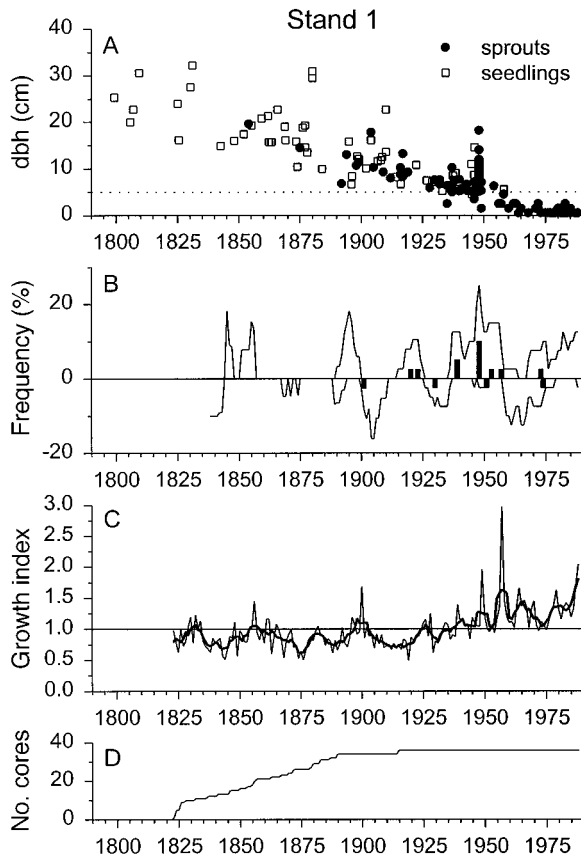 Stand 1
A
sprouts
seedlings
dbh (cm)
40
30
20
10
0
1800 1825 1850 1875 1900 1925 1950 1975
B
Frequency (%)
20
0
-20
1800 1825 1850 1875 1900 1925 1950 1975
C
Growth index
3.0
2.5
2.0
1.5
1.0
0.5
0.0
1800 1825 1850 1875 1900 1925 1950 1975
D
No. cores
40
20
0
1800 1825 1850 1875 1900 1925 1950 1975